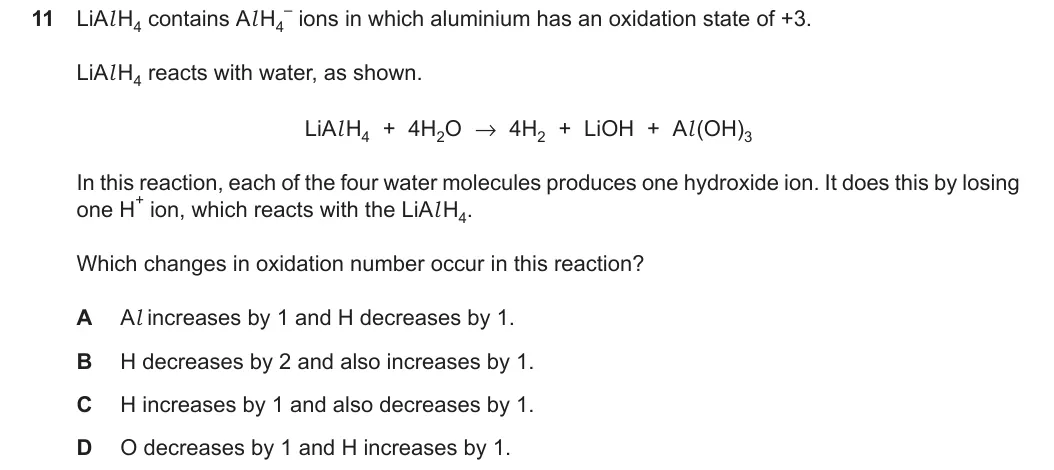 11 LiAlH₄ contains AlH₄⁻ ions in which aluminium has an oxidation state of +3.
LiAlH₄ reacts with water, as shown.
LiAlH₄ + 4H₂O → 4H₂ + LiOH + Al(OH)₃
In this reaction, each of the four water molecules produces one hydroxide ion. It does this by losing
one H⁺ ion, which reacts with the LiAlH₄.
Which changes in oxidation number occur in this reaction?
A Al increases by 1 and H decreases by 1.
B H decreases by 2 and also increases by 1.
C H increases by 1 and also decreases by 1.
D O decreases by 1 and H increases by 1.